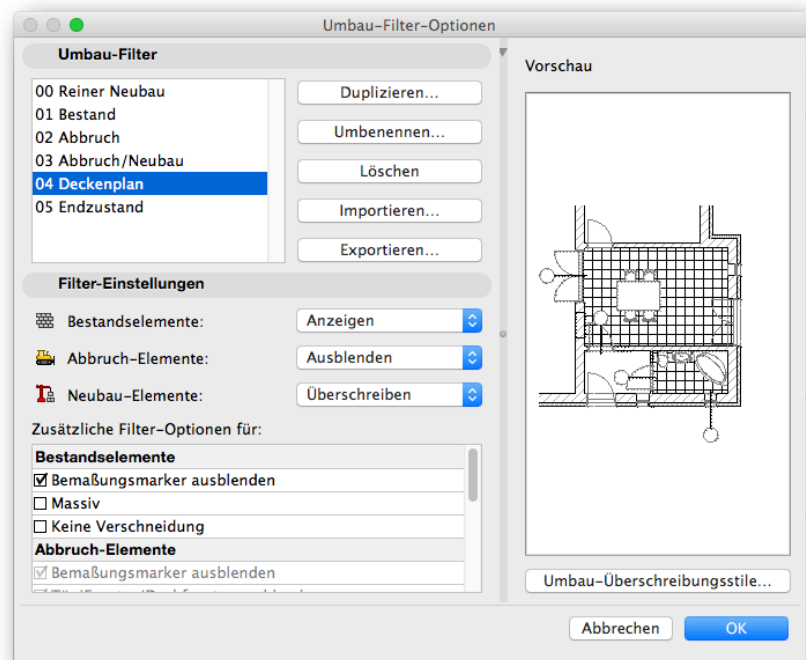 Umbau-Filter-Optionen
Umbau-Filter
00 Reiner Neubau
01 Bestand
02 Abbruch
03 Abbruch/Neubau
04 Deckenplan
05 Endzustand
Duplizieren...
Umbenennen...
Löschen
Importieren...
Exportieren...
Filter-Einstellungen
Bestandselemente: Anzeigen
Abbruch-Elemente: Ausblenden
Neubau-Elemente: Überschreiben
Zusätzliche Filter-Optionen für:
Bestandselemente
Bemaßungsmarker ausblenden
Massiv
Keine Verschneidung
Abbruch-Elemente
Bemaßungsmarker ausblenden
Vorschau
Umbau-Überschreibungsstile...
Abbrechen
OK